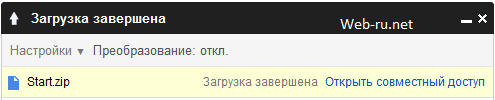 Загрузка завершена Web-ru.net
Настройки Преобразование: откл.
Start.zip Загрузка завершена Открыть совместный доступ